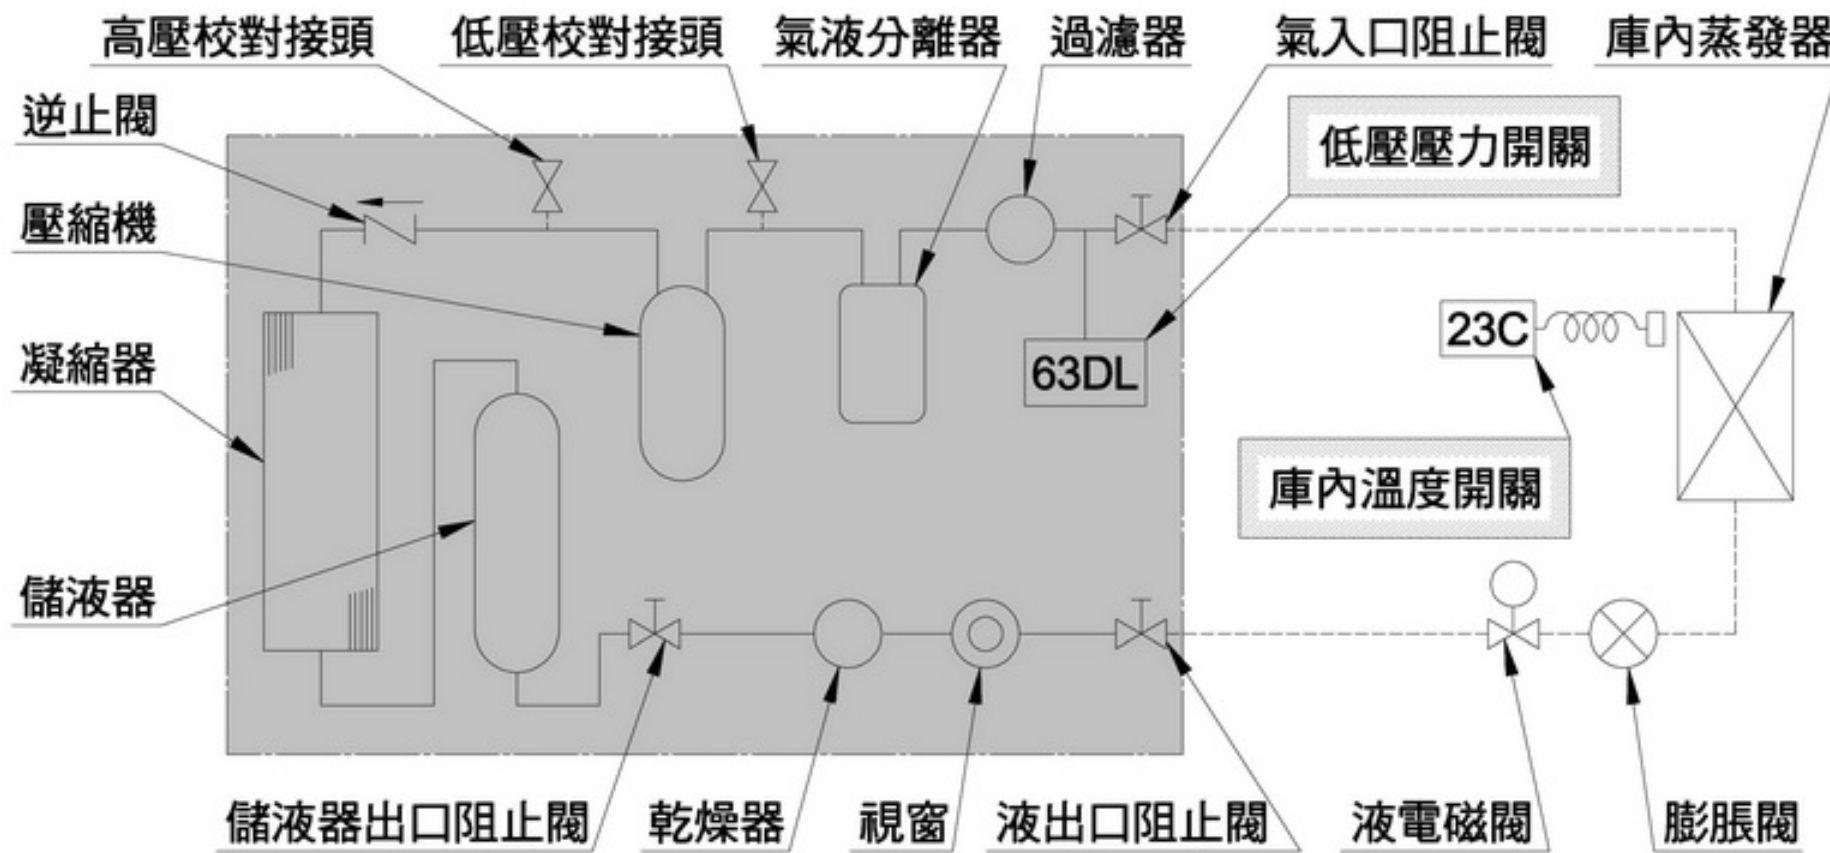 高壓校對接頭
低壓校對接頭
氣液分離器
過濾器
氣入口阻止閥
庫內蒸發器
逆止閥
低壓壓力開關
壓縮機
23C
凝縮器
63DL
庫內溫度開關
儲液器
儲液器出口阻止閥
乾燥器
視窗
液出口阻止閥
液電磁閥
膨脹閥